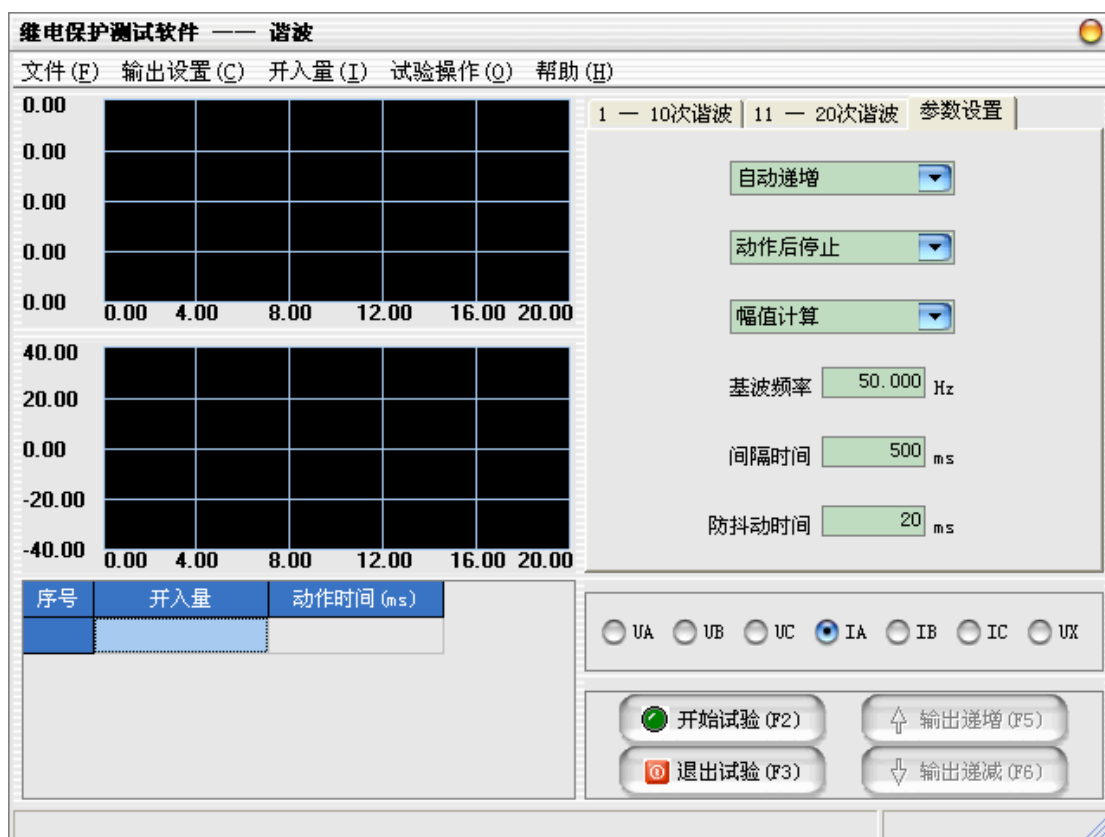 继电保护测试软件 —— 谐波
文件(F) 输出设置(C) 开入量(I) 试验操作(O) 帮助(H)
0.00
0.00
0.00
0.00
0.00
0.00 4.00 8.00 12.00 16.00 20.00
40.00
20.00
0.00
-20.00
-40.00
0.00 4.00 8.00 12.00 16.00 20.00
序号 开入量 动作时间(ms)
1 — 10次谐波 11 — 20次谐波 参数设置
自动递增
动作后停止
幅值计算
基波频率 50.000 Hz
间隔时间 500 ms
防抖动时间 20 ms
UA UB UC IA IB IC UX
开始试验(F2) 输出递增(F5)
退出试验(F3) 输出递减(F6)